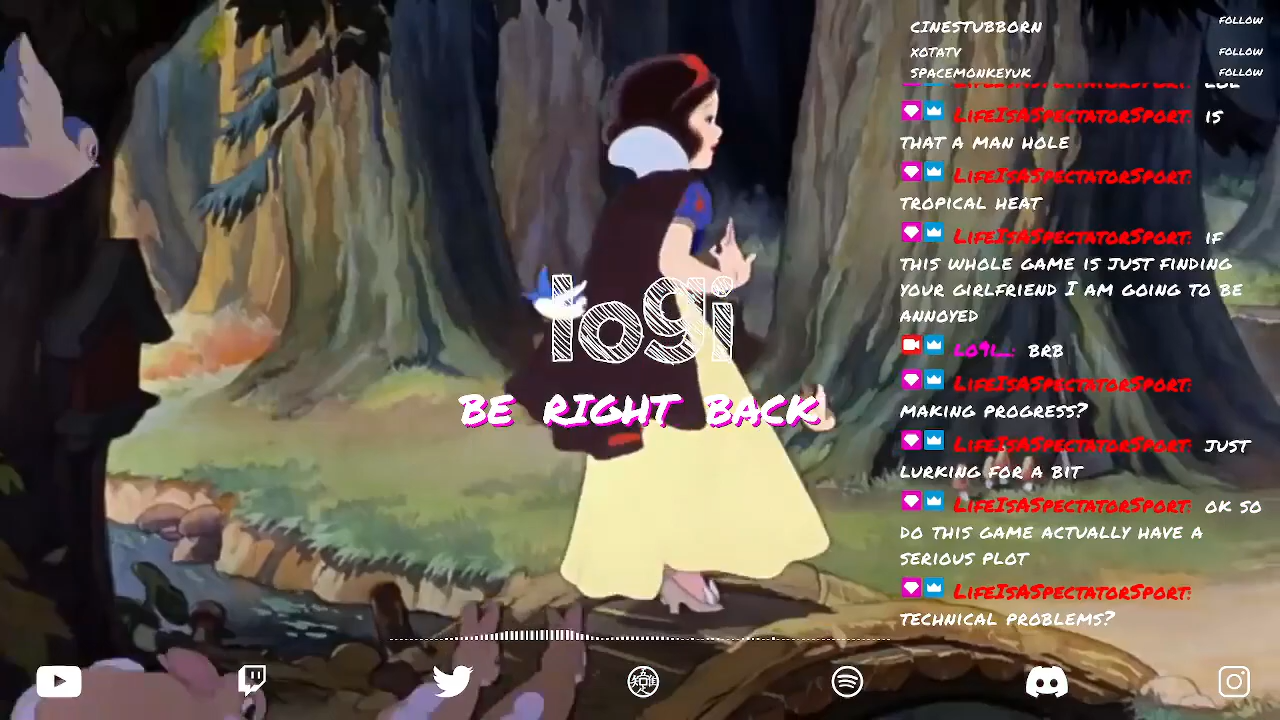 CINESTUBBORN FOLLOW
XOTATV FOLLOW
SPACEMONKEYUK FOLLOW
LIFEISASPECTATORSPORT: LOL
LIFEISASPECTATORSPORT: IS
THAT A MAN HOLE
LIFEISASPECTATORSPORT:
TROPICAL HEAT
LIFEISASPECTATORSPORT: IF
THIS WHOLE GAME IS JUST FINDING
YOUR GIRLFRIEND I AM GOING TO BE
ANNOYED
LO9I_: BRB
LIFEISASPECTATORSPORT:
MAKING PROGRESS?
LIFEISASPECTATORSPORT: JUST
LURKING FOR A BIT
LIFEISASPECTATORSPORT: OK SO
DO THIS GAME ACTUALLY HAVE A
SERIOUS PLOT
LIFEISASPECTATORSPORT:
TECHNICAL PROBLEMS?
lo9i
BE RIGHT BACK